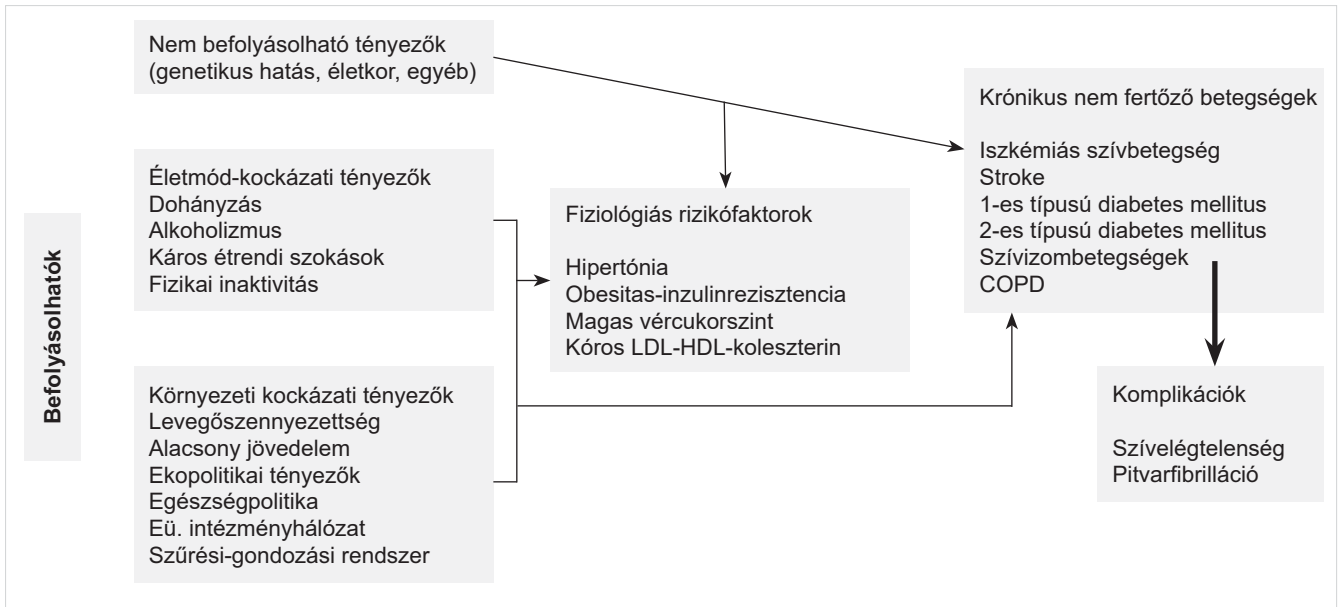 Nem befolyásolható tényezők
(genetikus hatás, életkor, egyéb)
Befolyásolhatók
Életmód-kockázati tényezők
Dohányzás
Alkoholizmus
Káros étrendi szokások
Fizikai inaktivitás
Környezeti kockázati tényezők
Levegőszennyezettség
Alacsony jövedelem
Ekopolitikai tényezők
Egészségpolitika
Eü. intézményhálózat
Szűrési-gondozási rendszer
Fiziológiás rizikófaktorok
Hipertónia
Obesitas-inzulinrezisztencia
Magas vércukorszint
Kóros LDL-HDL-koleszterin
Krónikus nem fertőző betegségek
Iszkémiás szívbetegség
Stroke
1-es típusú diabetes mellitus
2-es típusú diabetes mellitus
Szívizombetegségek
COPD
Komplikációk
Szívelégtelenség
Pitvarfibrilláció